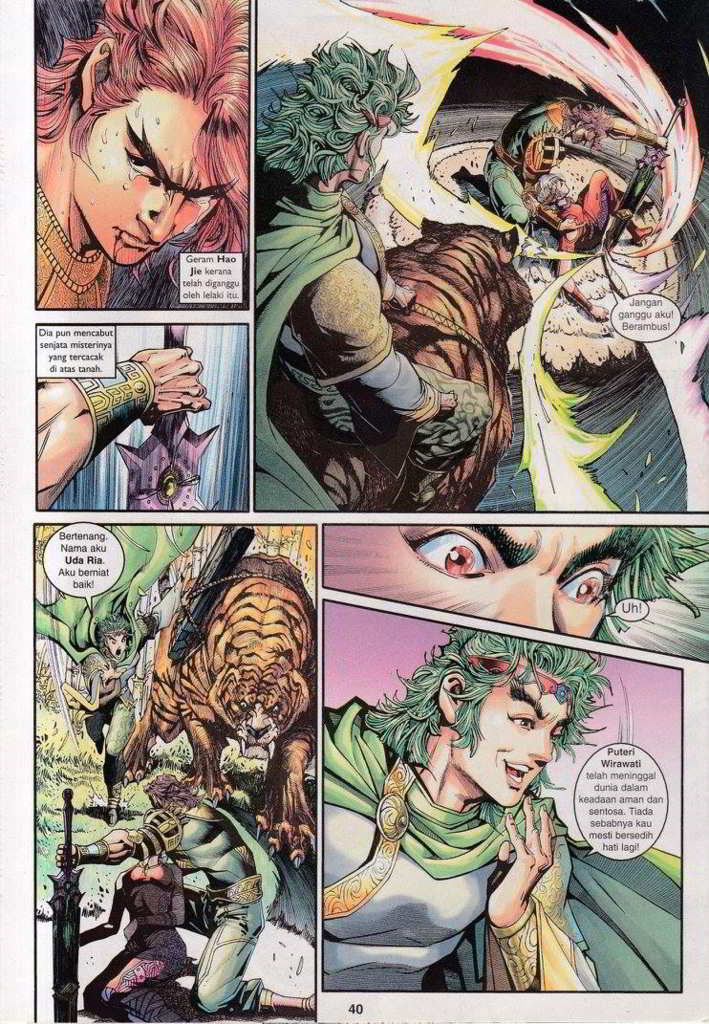 Geram Hao
Jie kerana
telah diganggu
oleh lelaki itu.
Jangan
ganggu aku!
Berambus!
Dia pun mencabut
senjata misterinya
yang tercacak
di atas tanah.
Bertenang.
Nama aku
Uda Ria.
Aku berniat
baik!
Uh!
Puteri
Wirawati
telah meninggal
dunia dalam
keadaan aman dan
sentosa. Tiada
sebabnya kau
mesti bersedih
hati lagi!
40